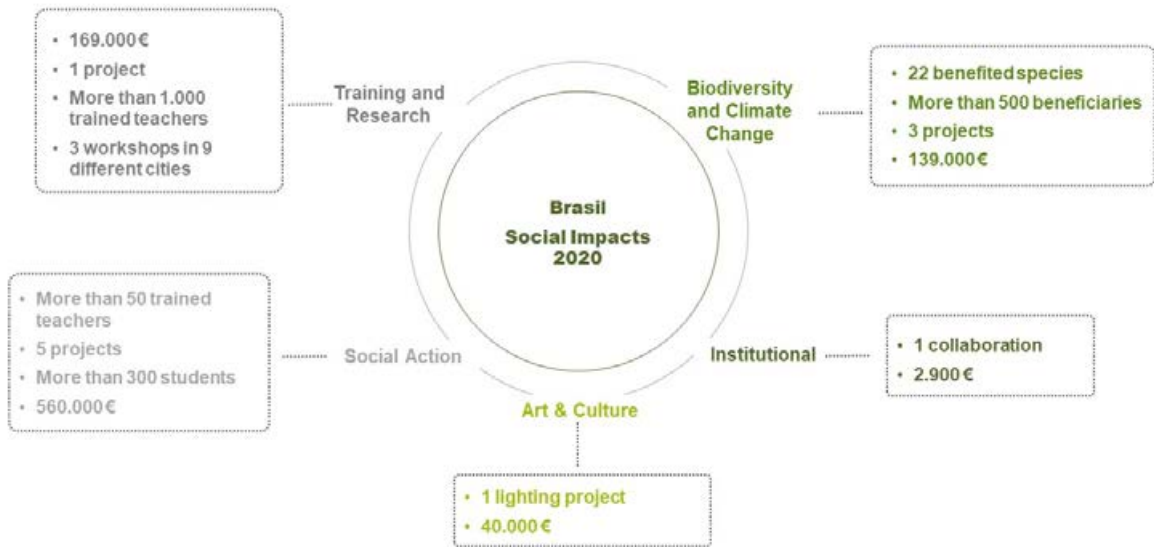 • 169.000 €
• 1 project
• More than 1.000
trained teachers
• 3 workshops in 9
different cities
Training and
Research
Biodiversity
and Climate
Change
• 22 benefited species
• More than 500 beneficiaries
• 3 projects
• 139.000 €
Brasil
Social Impacts
2020
• More than 50 trained
teachers
• 5 projects
• More than 300 students
• 560.000 €
Social Action
Institutional
• 1 collaboration
• 2.900 €
Art & Culture
• 1 lighting project
• 40.000 €